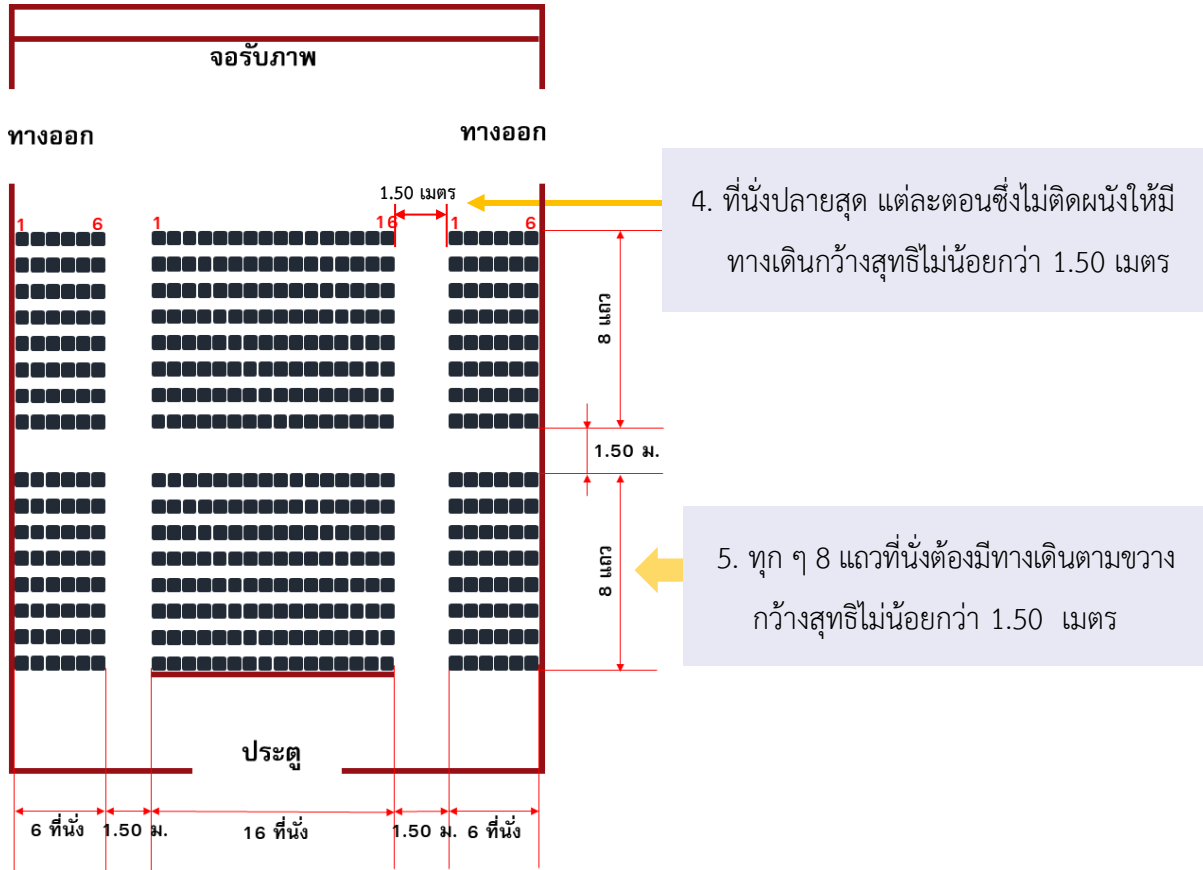 จอรับภาพ
ทางออก
ทางออก
1.50 เมตร
1 6 1 16 1 6
4. ที่นั่งปลายสุด แต่ละตอนซึ่งไม่ติดผนังให้มี
ทางเดินกว้างสุทธิไม่น้อยกว่า 1.50 เมตร
8 แถว
1.50 ม.
8 แถว
5. ทุก ๆ 8 แถวที่นั่งต้องมีทางเดินตามขวาง
กว้างสุทธิไม่น้อยกว่า 1.50 เมตร
ประตู
6 ที่นั่ง 1.50 ม. 16 ที่นั่ง 1.50 ม. 6 ที่นั่ง